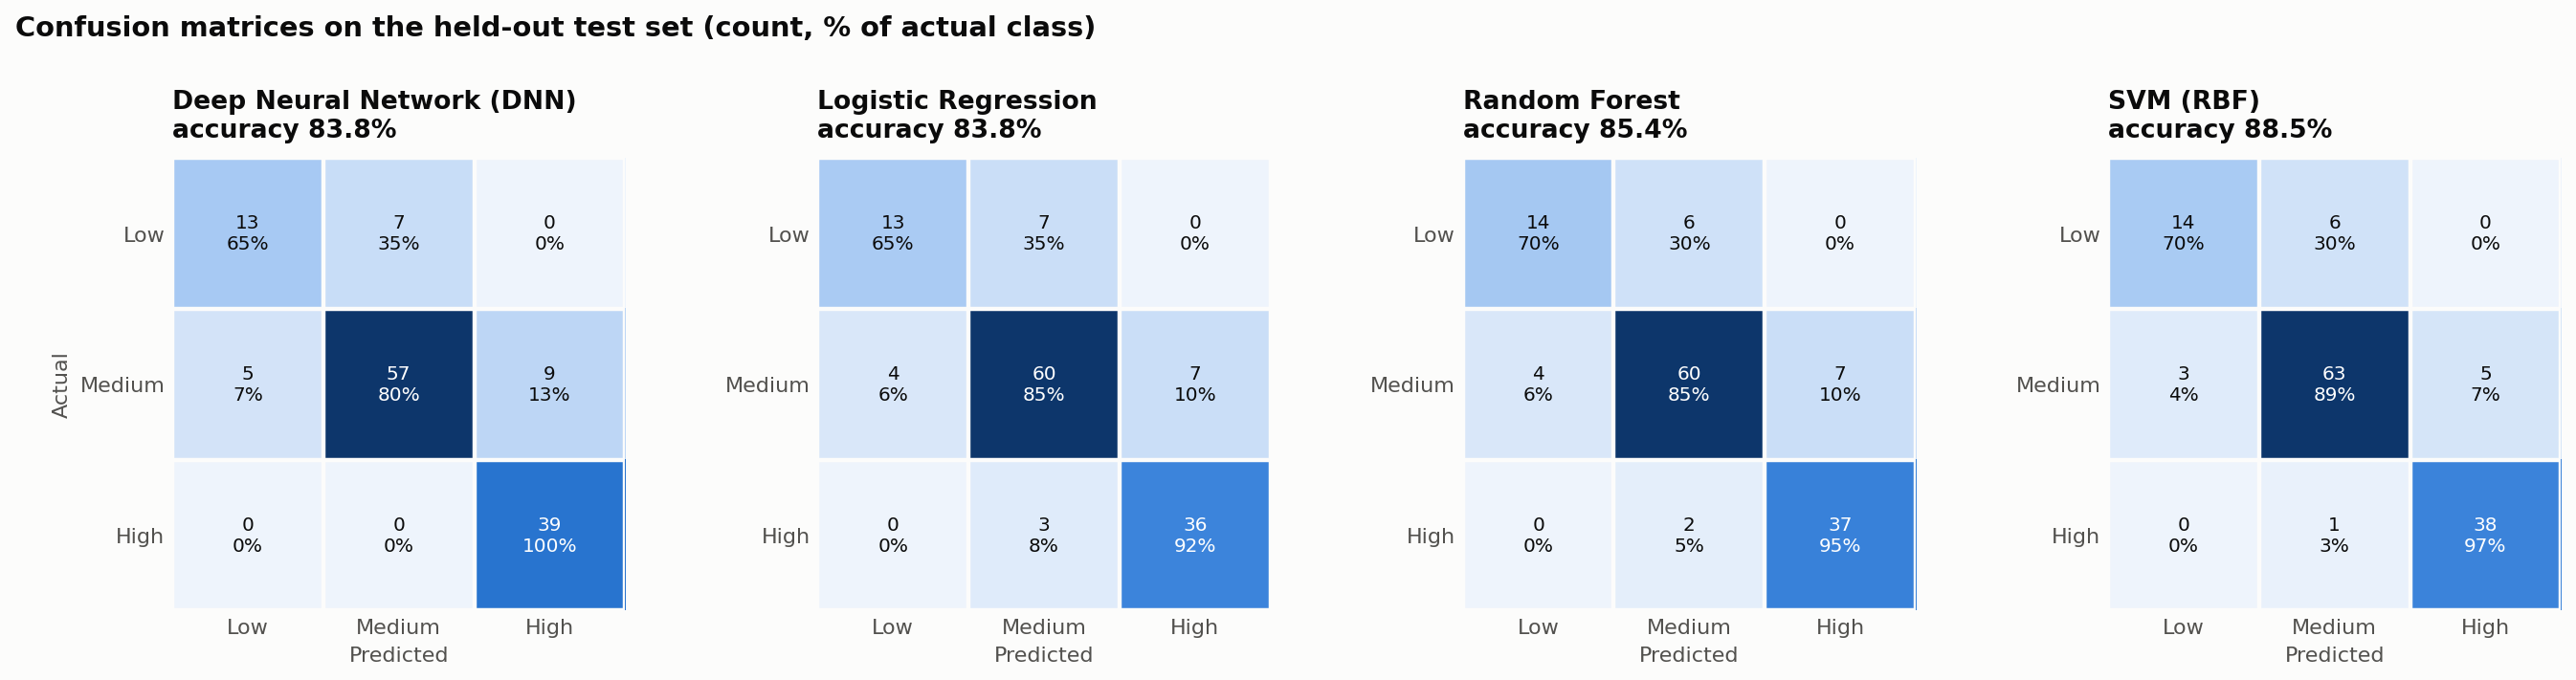 Confusion matrices on the held-out test set (count, % of actual class)
Deep Neural Network (DNN)
accuracy 83.8%
Actual
Low
13
65%
7
35%
0
0%
Medium
5
7%
57
80%
9
13%
High
0
0%
0
0%
39
100%
Low
Medium
High
Predicted
Logistic Regression
accuracy 83.8%
Low
13
65%
7
35%
0
0%
Medium
4
6%
60
85%
7
10%
High
0
0%
3
8%
36
92%
Low
Medium
High
Predicted
Random Forest
accuracy 85.4%
Low
14
70%
6
30%
0
0%
Medium
4
6%
60
85%
7
10%
High
0
0%
2
5%
37
95%
Low
Medium
High
Predicted
SVM (RBF)
accuracy 88.5%
Low
14
70%
6
30%
0
0%
Medium
3
4%
63
89%
5
7%
High
0
0%
1
3%
38
97%
Low
Medium
High
Predicted